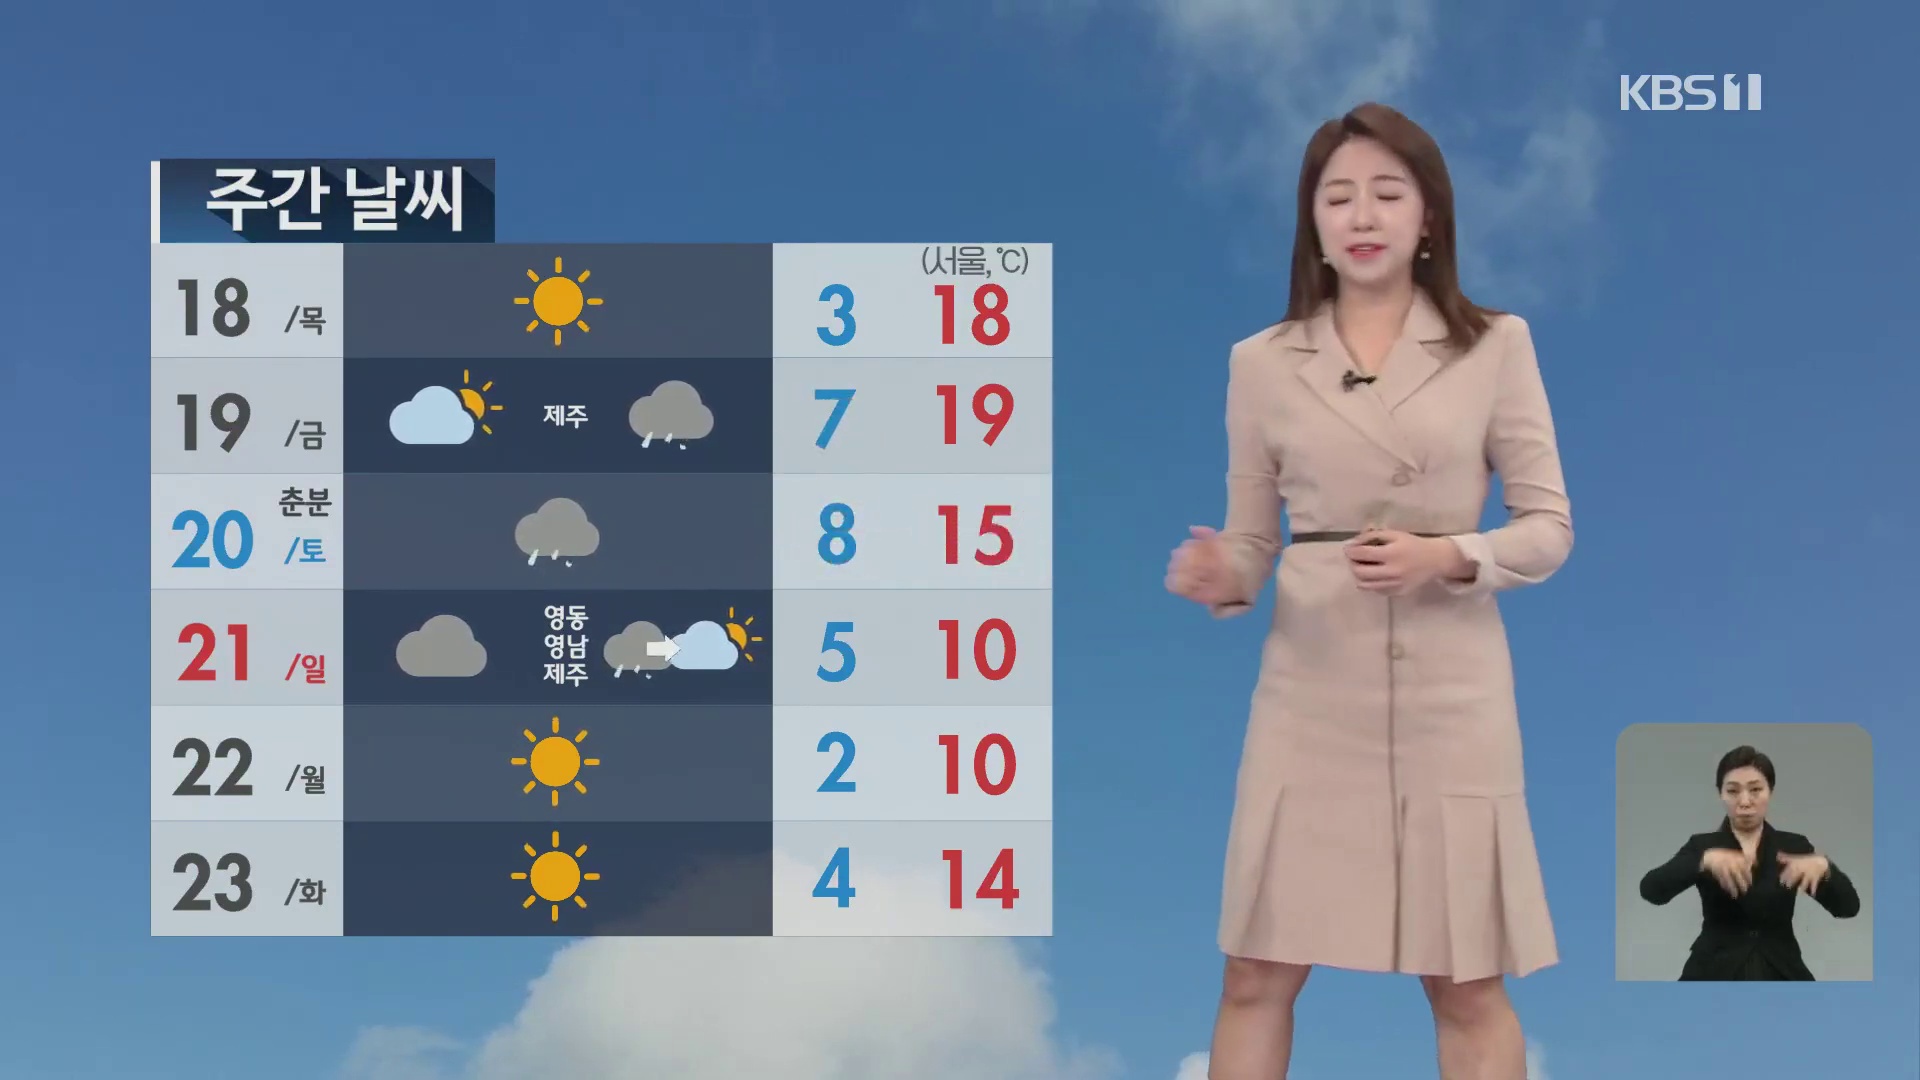 KBS 1
주간 날씨
(서울, ℃)
18 /목 3 18
19 /금 제주 7 19
20 춘분 /토 8 15
21 /일 영동 영남 제주 5 10
22 /월 2 10
23 /화 4 14